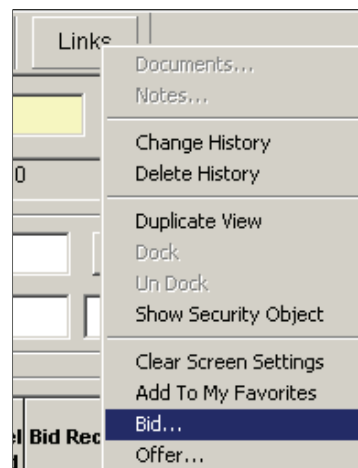 Links
Documents...
Notes...
Change History
0
Delete History
Duplicate View
Dock
Un Dock
Show Security Object
Clear Screen Settings
Add To My Favorites
Bid...
Bid Rec
Offer...